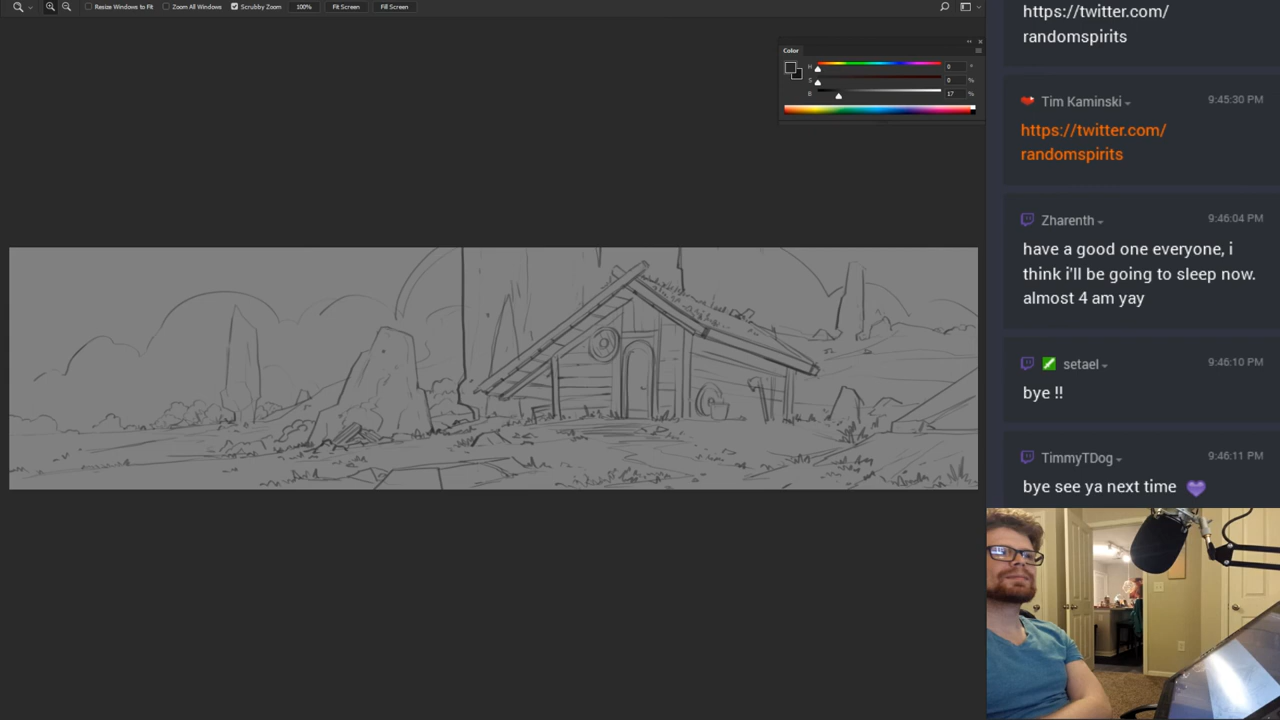 Resize Windows to Fit Zoom All Windows Scrubby Zoom 100% Fit Screen Fill Screen
Color
H 0 °
S 0 %
B 17 %
https://twitter.com/
randomspirits
Tim Kaminski 9:45:30 PM
https://twitter.com/
randomspirits
Zharenth 9:46:04 PM
have a good one everyone, i
think i'll be going to sleep now.
almost 4 am yay
setael 9:46:10 PM
bye !!
TimmyTDog 9:46:11 PM
bye see ya next time